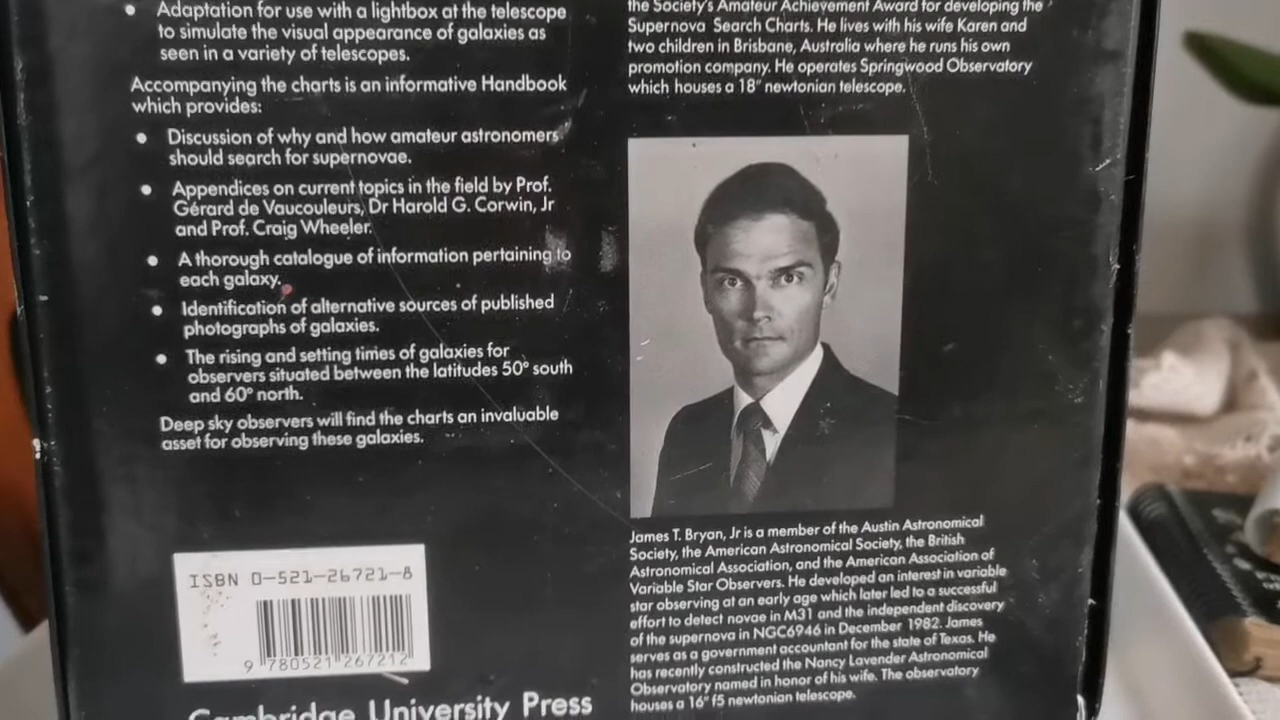 • Adaptation for use with a lightbox at the telescope
to simulate the visual appearance of galaxies as
seen in a variety of telescopes.
Accompanying the charts is an informative Handbook
which provides:
• Discussion of why and how amateur astronomers
should search for supernovae.
• Appendices on current topics in the field by Prof.
Gérard de Vaucouleurs, Dr Harold G. Corwin, Jr
and Prof. Craig Wheeler.
• A thorough catalogue of information pertaining to
each galaxy.
• Identification of alternative sources of published
photographs of galaxies.
• The rising and setting times of galaxies for
observers situated between the latitudes 50° south
and 60° north.
Deep sky observers will find the charts an invaluable
asset for observing these galaxies.
ISBN 0-521-26721-8
9 780521 267212
Cambridge University Press
the Society's Amateur Achievement Award for developing the
Supernova Search Charts. He lives with his wife Karen and
two children in Brisbane, Australia where he runs his own
promotion company. He operates Springwood Observatory
which houses a 18" newtonian telescope.
James T. Bryan, Jr is a member of the Austin Astronomical
Society, the American Astronomical Society, the British
Astronomical Association, and the American Association of
Variable Star Observers. He developed an interest in variable
star observing at an early age which later led to a successful
effort to detect novae in M31 and the independent discovery
of the supernova in NGC6946 in December 1982. James
serves as a government accountant for the state of Texas. He
has recently constructed the Nancy Lavender Astronomical
Observatory named in honor of his wife. The observatory
houses a 16" f5 newtonian telescope.